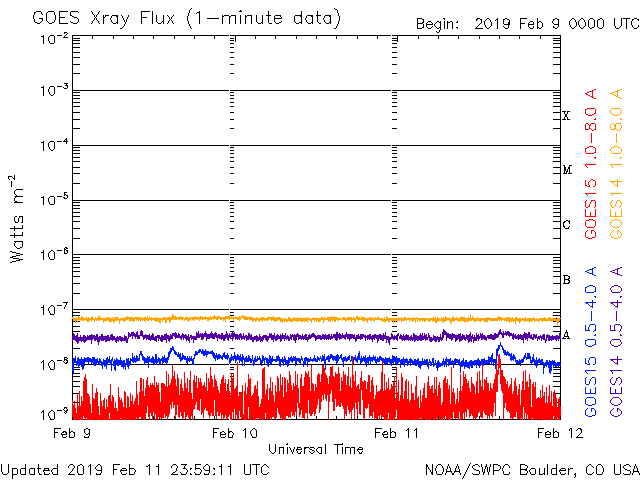 GOES Xray Flux (1-minute data)
Begin: 2019 Feb 9 0000 UTC
10⁻²
10⁻³
10⁻⁴
10⁻⁵
10⁻⁶
10⁻⁷
10⁻⁸
10⁻⁹
Watts m⁻²
X
M
C
B
A
GOES15 1.0-8.0 A
GOES14 1.0-8.0 A
GOES15 0.5-4.0 A
GOES14 0.5-4.0 A
Feb 9 Feb 10 Feb 11 Feb 12
Universal Time
Updated 2019 Feb 11 23:59:11 UTC
NOAA/SWPC Boulder, CO USA